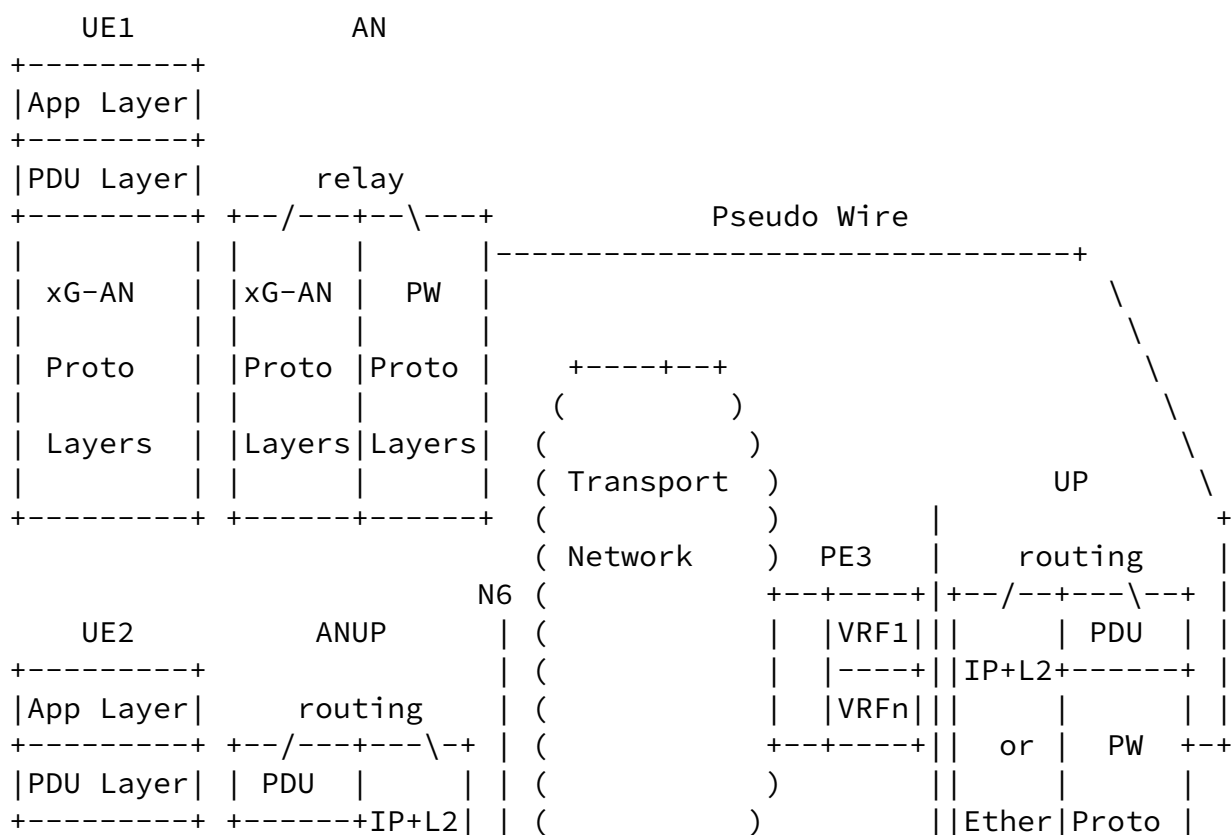 UE1             AN
+---------+
|App Layer|
+---------+
|PDU Layer|      relay
+---------+ +--/---+--\---+            Pseudo Wire
|         | |      |      |-------------------------------+
| xG-AN   | |xG-AN |  PW  |                                 \
|         | |      |      |                                  \
| Proto   | |Proto |Proto |    +----+--+                      \
|         | |      |      |   (        )                       \
| Layers  | |Layers|Layers|  (          )                       \
|         | |      |      |  ( Transport  )              UP      \
+---------+ +------+------+  (            )       |               +
                             ( Network    )  PE3  |    routing    |
                         N6 (            +--+----+|+--/--+---\--+ |
   UE2          ANUP       | (            |  |VRF1|||     | PDU  | |
+---------+                | (            |  |----+||IP+L2+------+ |
|App Layer|     routing    | (            |  |VRFn|||     |      | |
+---------+ +--/---+---\-+ | (            +--+----+|| or  |  PW  +-+
|PDU Layer| | PDU  |     | | (            )       ||     |      |
+---------+ +------+IP+L2| | (           )        ||Ether|Proto |